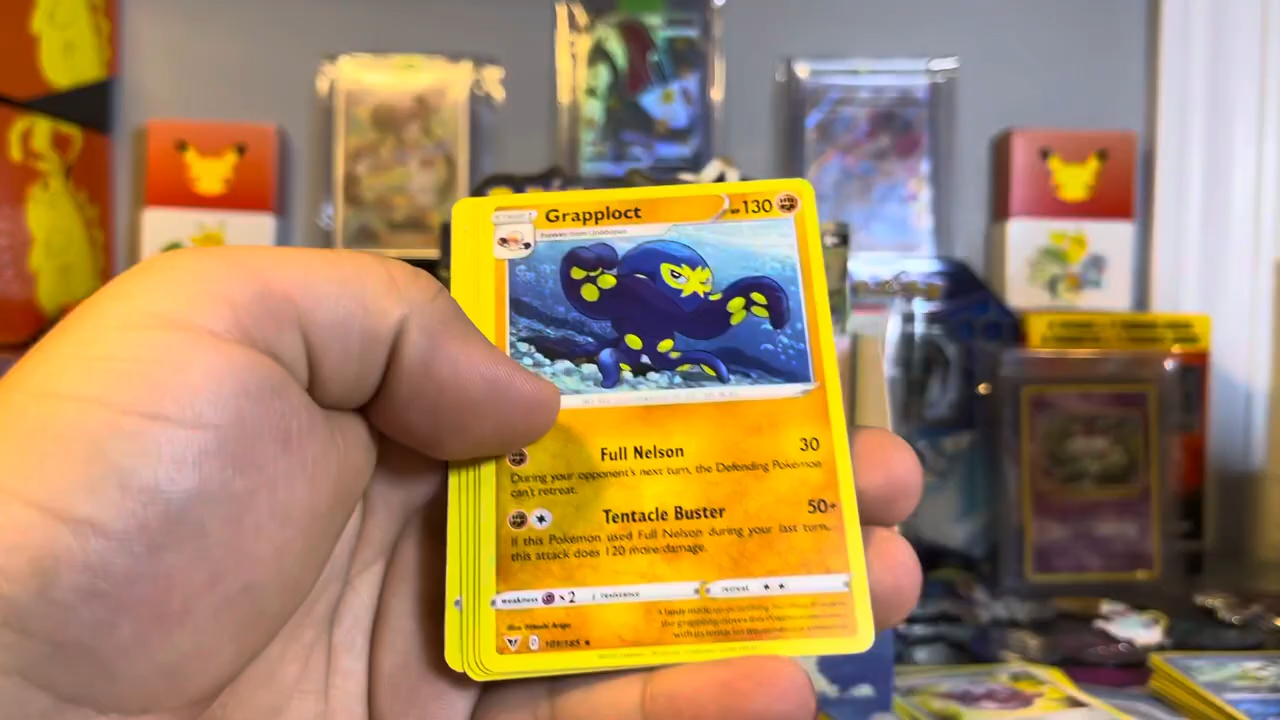 Grapploct
HP 130
Full Nelson 30
During your opponent's next turn, the Defending Pokémon
can't retreat.
Tentacle Buster 50+
If this Pokémon used Full Nelson during your last turn,
this attack does 120 more damage.
weakness ×2 resistance retreat
101/185